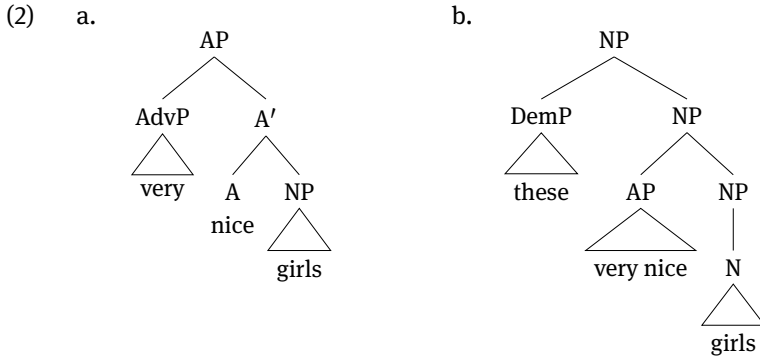 (2) a. b.
AP NP
AdvP A′ DemP NP
very A NP these AP NP
nice very nice N
girls girls